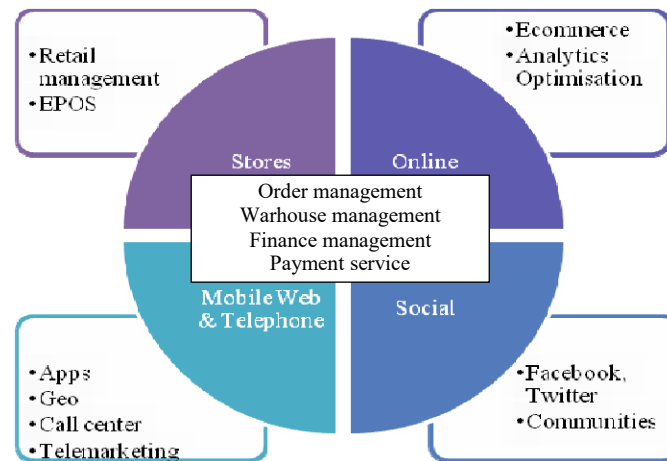 •Retail
management
•EPOS
•Ecommerce
•Analytics
Optimisation
Stores
Online
Order management
Warhouse management
Finance management
Payment service
Mobile Web
& Telephone
Social
•Apps
•Geo
•Call center
•Telemarketing
•Facebook,
Twitter
•Communities